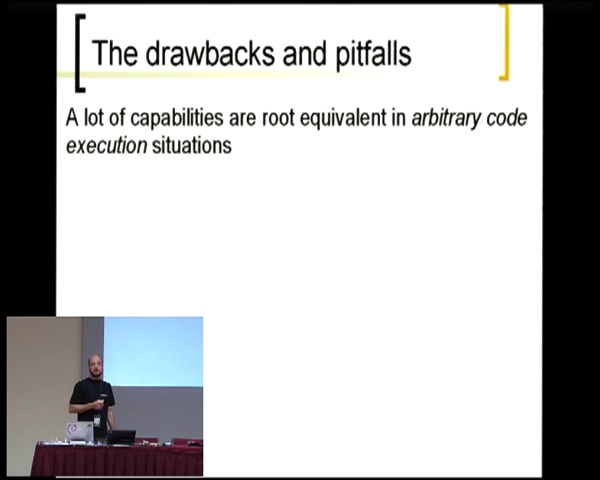 The drawbacks and pitfalls
A lot of capabilities are root equivalent in arbitrary code
execution situations